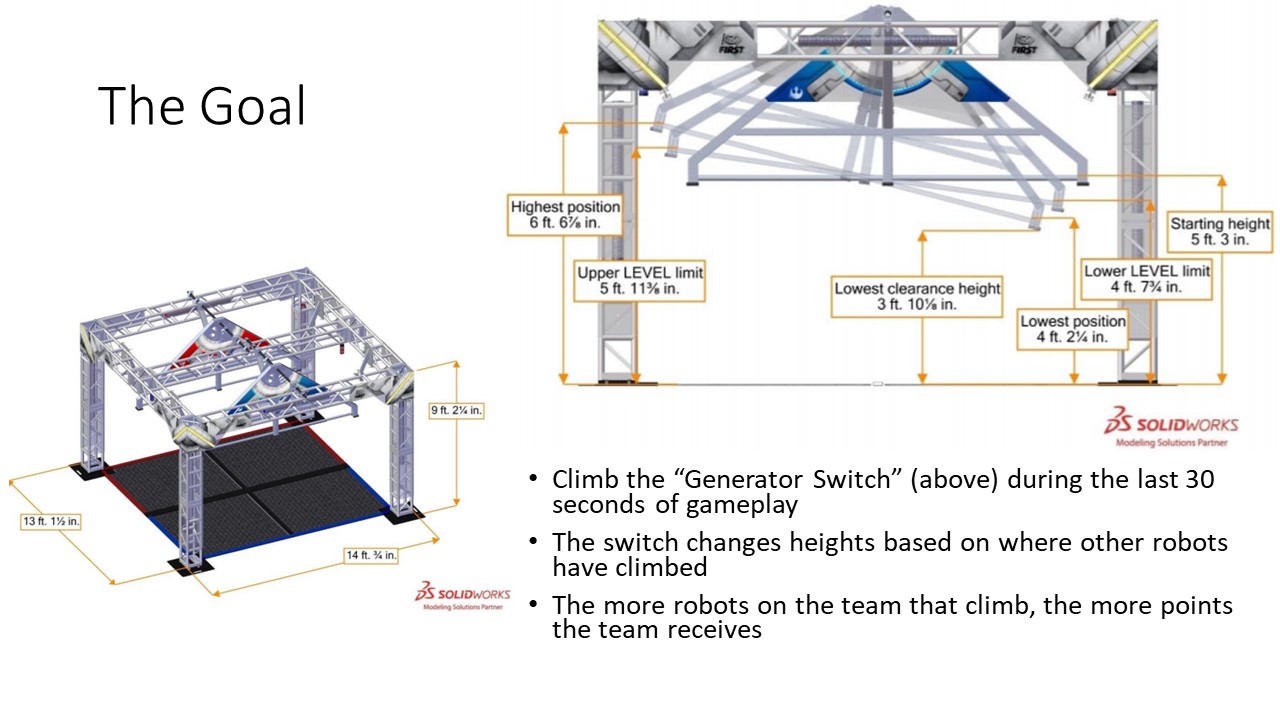 The Goal
FIRST
FIRST
Highest position
6 ft. 6⅞ in.
Upper LEVEL limit
5 ft. 11⅜ in.
Lowest clearance height
3 ft. 10⅛ in.
Lowest position
4 ft. 2¼ in.
Lower LEVEL limit
4 ft. 7¾ in.
Starting height
5 ft. 3 in.
SOLIDWORKS
Modeling Solutions Partner
9 ft. 2¼ in.
13 ft. 1½ in.
14 ft. ¾ in.
SOLIDWORKS
Modeling Solutions Partner
• Climb the “Generator Switch” (above) during the last 30
seconds of gameplay
• The switch changes heights based on where other robots
have climbed
• The more robots on the team that climb, the more points
the team receives